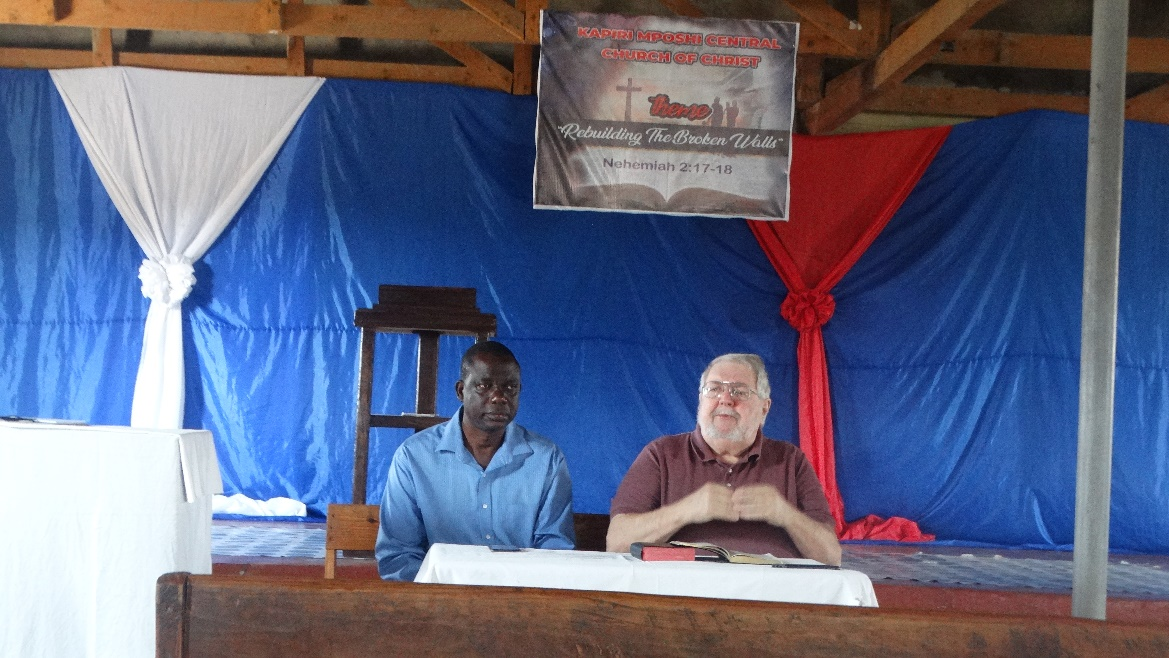 KAPIRI MPOSHI CENTRAL
CHURCH OF CHRIST
theme
"Rebuilding The Broken Walls"
Nehemiah 2:17-18